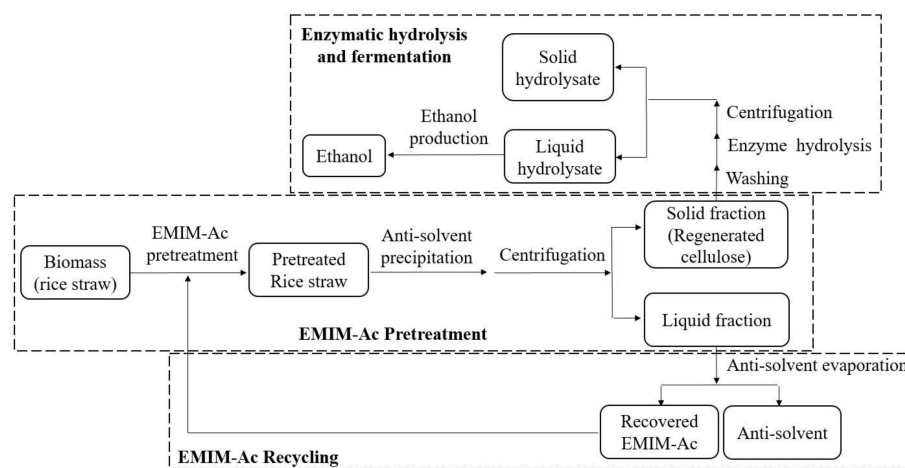 Enzymatic hydrolysis
and fermentation
Solid
hydrolysate
Centrifugation
Ethanol
production
Enzyme hydrolysis
Ethanol
Liquid
hydrolysate
Washing
EMIM-Ac
pretreatment
Anti-solvent
precipitation
Solid fraction
(Regenerated
cellulose)
Biomass
(rice straw)
Pretreated
Rice straw
Centrifugation
Liquid fraction
EMIM-Ac Pretreatment
Anti-solvent evaporation
Recovered
EMIM-Ac
Anti-solvent
EMIM-Ac Recycling